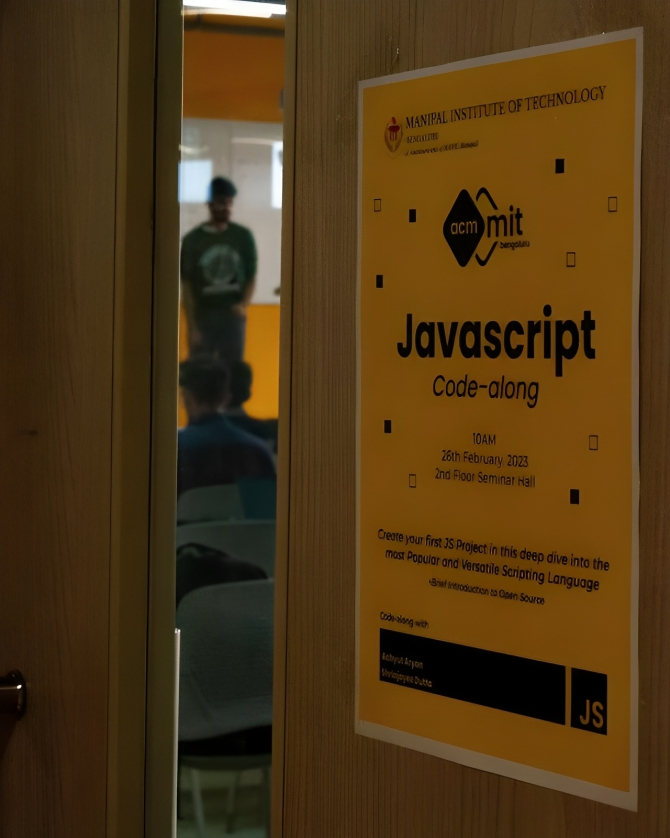 MANIPAL INSTITUTE OF TECHNOLOGY
BENGALURU
acm mit
bengaluru
Javascript
Code-along
10AM
26th February, 2023
2nd Floor Seminar Hall
Create your first JS Project in this deep dive into the
most Popular and Versatile Scripting Language
+Brief Introduction to Open Source
Code-along with
Aryan
Dutta
JS